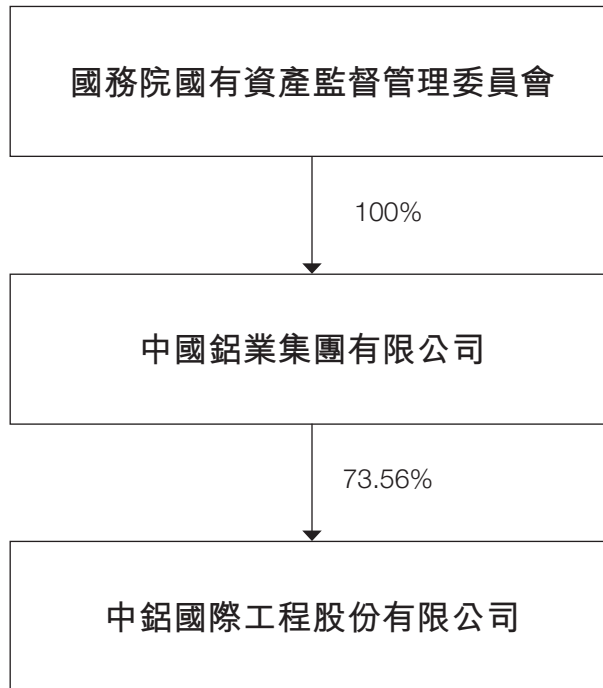 國務院國有資產監督管理委員會
100%
中國鋁業集團有限公司
73.56%
中鋁國際工程股份有限公司